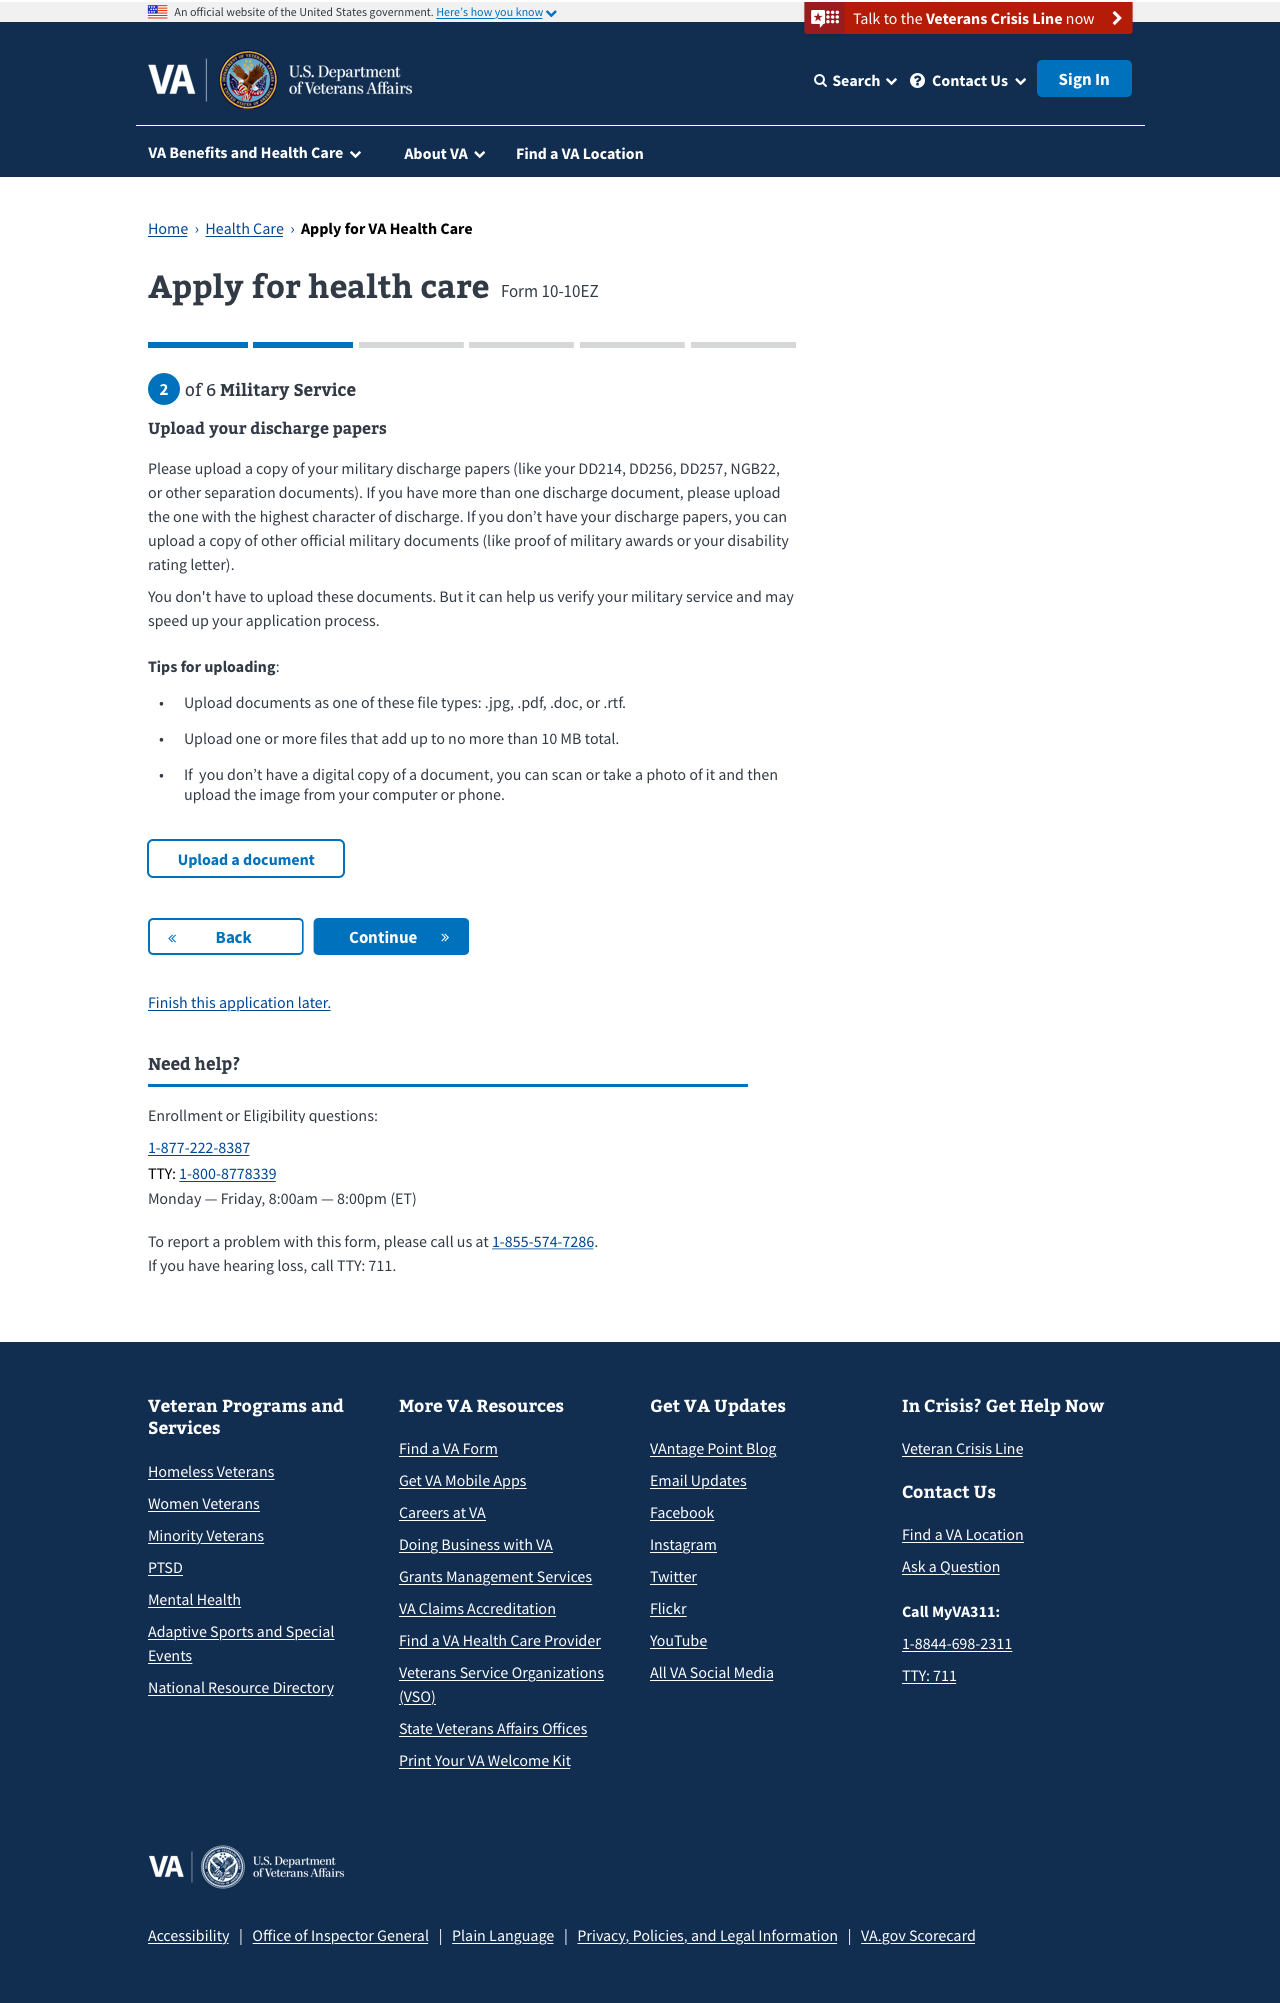 An official website of the United States government. Here's how you know
Talk to the Veterans Crisis Line now
VA
U.S. Department
of Veterans Affairs
Search
Contact Us
Sign In
VA Benefits and Health Care
About VA
Find a VA Location
Home › Health Care › Apply for VA Health Care
Apply for health care Form 10-10EZ
2 of 6 Military Service
Upload your discharge papers
Please upload a copy of your military discharge papers (like your DD214, DD256, DD257, NGB22,
or other separation documents). If you have more than one discharge document, please upload
the one with the highest character of discharge. If you don’t have your discharge papers, you can
upload a copy of other official military documents (like proof of military awards or your disability
rating letter).
You don't have to upload these documents. But it can help us verify your military service and may
speed up your application process.
Tips for uploading:
• Upload documents as one of these file types: .jpg, .pdf, .doc, or .rtf.
• Upload one or more files that add up to no more than 10 MB total.
• If  you don’t have a digital copy of a document, you can scan or take a photo of it and then
upload the image from your computer or phone.
Upload a document
« Back
Continue »
Finish this application later.
Need help?
Enrollment or Eligibility questions:
1-877-222-8387
TTY: 1-800-8778339
Monday — Friday, 8:00am — 8:00pm (ET)
To report a problem with this form, please call us at 1-855-574-7286.
If you have hearing loss, call TTY: 711.
Veteran Programs and
Services
Homeless Veterans
Women Veterans
Minority Veterans
PTSD
Mental Health
Adaptive Sports and Special
Events
National Resource Directory
More VA Resources
Find a VA Form
Get VA Mobile Apps
Careers at VA
Doing Business with VA
Grants Management Services
VA Claims Accreditation
Find a VA Health Care Provider
Veterans Service Organizations
(VSO)
State Veterans Affairs Offices
Print Your VA Welcome Kit
Get VA Updates
VAntage Point Blog
Email Updates
Facebook
Instagram
Twitter
Flickr
YouTube
All VA Social Media
In Crisis? Get Help Now
Veteran Crisis Line
Contact Us
Find a VA Location
Ask a Question
Call MyVA311:
1-8844-698-2311
TTY: 711
VA
U.S. Department
of Veterans Affairs
Accessibility | Office of Inspector General | Plain Language | Privacy, Policies, and Legal Information | VA.gov Scorecard